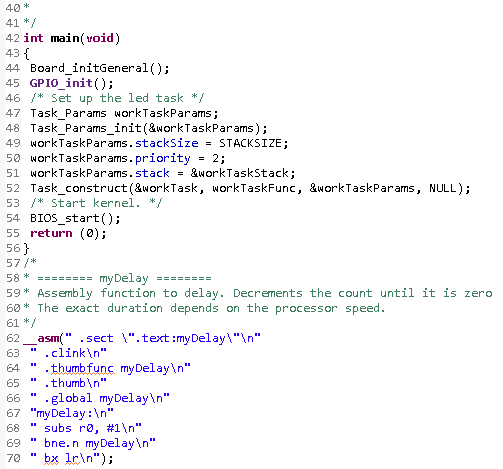 40 *
41 */
42 int main(void)
43 {
44 Board_initGeneral();
45 GPIO_init();
46 /* Set up the led task */
47 Task_Params workTaskParams;
48 Task_Params_init(&workTaskParams);
49 workTaskParams.stackSize = STACKSIZE;
50 workTaskParams.priority = 2;
51 workTaskParams.stack = &workTaskStack;
52 Task_construct(&workTask, workTaskFunc, &workTaskParams, NULL);
53 /* Start kernel. */
54 BIOS_start();
55 return (0);
56 }
57 /*
58 * ======== myDelay ========
59 * Assembly function to delay. Decrements the count until it is zero
60 * The exact duration depends on the processor speed.
61 */
62 __asm(" .sect \".text:myDelay\"\n"
63 " .clink\n"
64 " .thumbfunc myDelay\n"
65 " .thumb\n"
66 " .global myDelay\n"
67 "myDelay:\n"
68 " subs r0, #1\n"
69 " bne.n myDelay\n"
70 " bx lr\n");